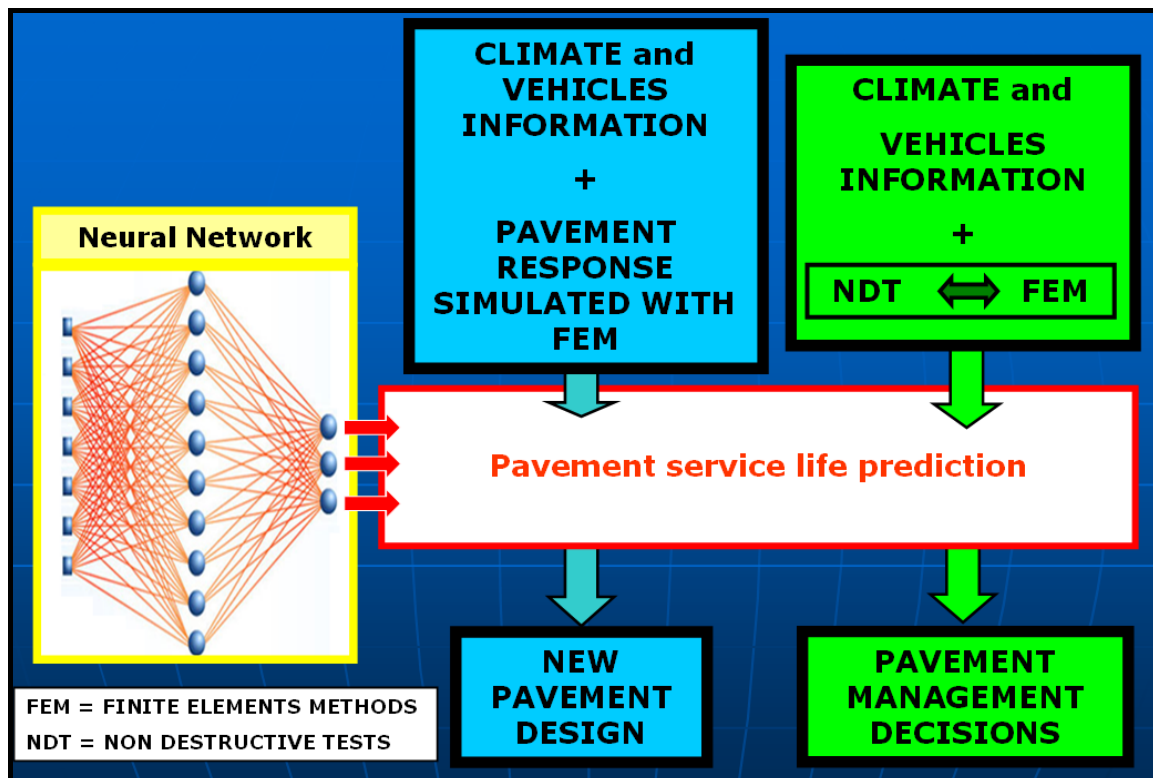 CLIMATE and
VEHICLES
INFORMATION
+
PAVEMENT
RESPONSE
SIMULATED WITH
FEM
CLIMATE and
VEHICLES
INFORMATION
+
NDT FEM
Neural Network
Pavement service life prediction
NEW
PAVEMENT
DESIGN
PAVEMENT
MANAGEMENT
DECISIONS
FEM = FINITE ELEMENTS METHODS
NDT = NON DESTRUCTIVE TESTS